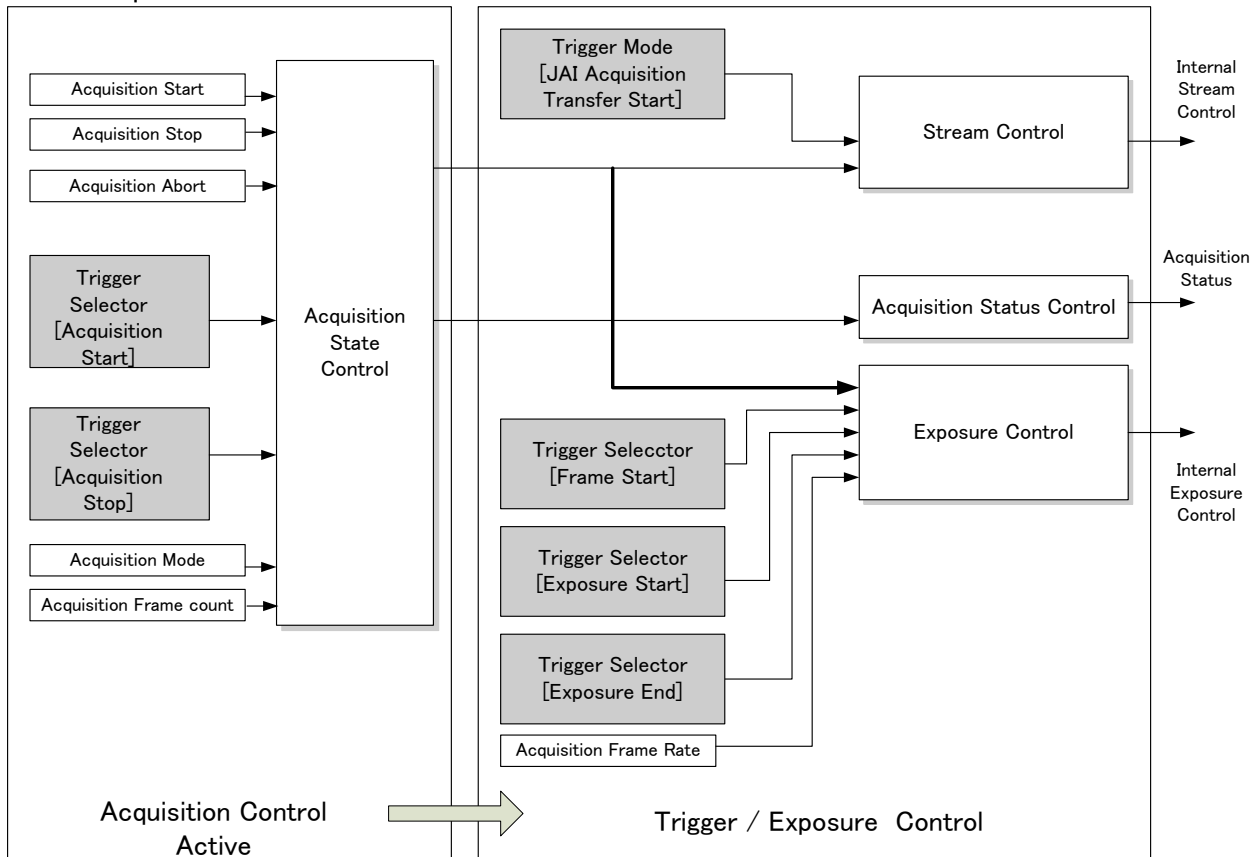 Acquisition Start
Acquisition Stop
Acquisition Abort
Trigger
Selector
[Acquisition
Start]
Trigger
Selector
[Acquisition
Stop]
Acquisition Mode
Acquisition Frame count
Acquisition
State
Control
Acquisition Control
Active
Trigger Mode
[JAI Acquisition
Transfer Start]
Stream Control
Internal
Stream
Control
Acquisition Status Control
Acquisition
Status
Trigger Selecctor
[Frame Start]
Exposure Control
Internal
Exposure
Control
Trigger Selector
[Exposure Start]
Trigger Selector
[Exposure End]
Acquisition Frame Rate
Trigger / Exposure Control